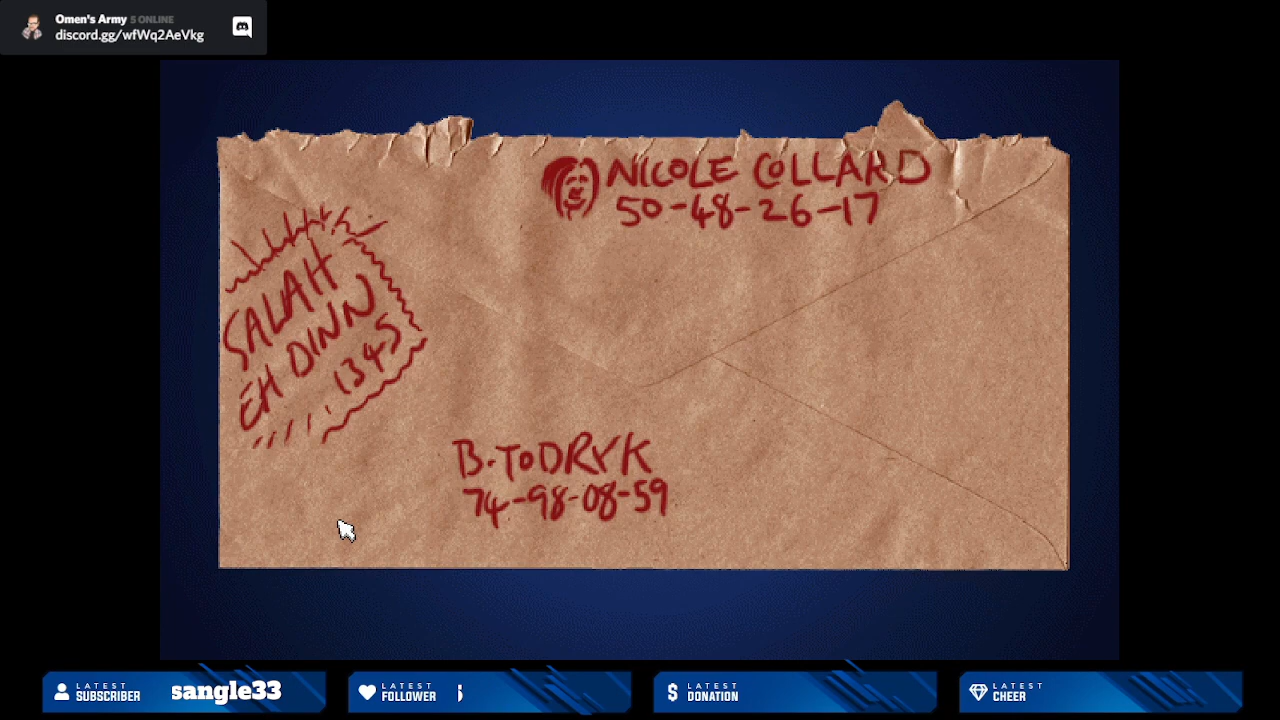 Omen's Army 5 ONLINE
discord.gg/wfWq2AeVkg
NICOLE COLLARD
50-48-26-17
SALAH
EH DINN
1345
B. TODRYK
74-98-08-59
LATEST
SUBSCRIBER
sangle33
LATEST
FOLLOWER
$ LATEST
DONATION
LATEST
CHEER